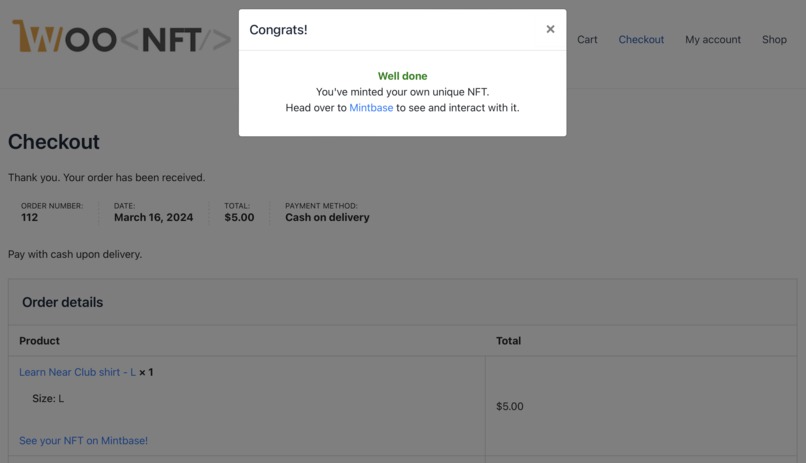 WOO<NFT/>
Cart
Checkout
My account
Shop
Congrats!
×
Well done
You've minted your own unique NFT.
Head over to Mintbase to see and interact with it.
Checkout
Thank you. Your order has been received.
ORDER NUMBER:
112
DATE:
March 16, 2024
TOTAL:
$5.00
PAYMENT METHOD:
Cash on delivery
Pay with cash upon delivery.
Order details
Product
Total
Learn Near Club shirt - L × 1
Size: L
$5.00
See your NFT on Mintbase!